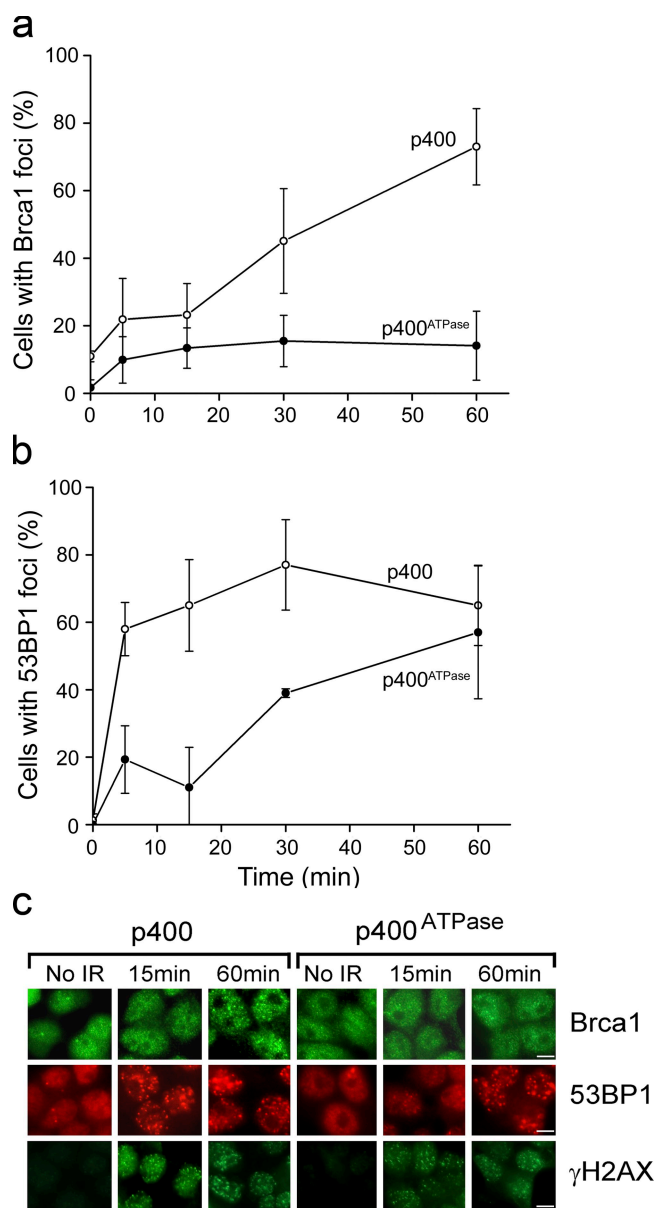 a
Cells with Brca1 foci (%)
100
80
60
40
20
0
p400
p400ATPase
0 10 20 30 40 50 60
b
Cells with 53BP1 foci (%)
100
80
60
40
20
0
p400
p400ATPase
0 10 20 30 40 50 60
Time (min)
c
p400 p400ATPase
No IR 15min 60min No IR 15min 60min
Brca1
53BP1
γH2AX